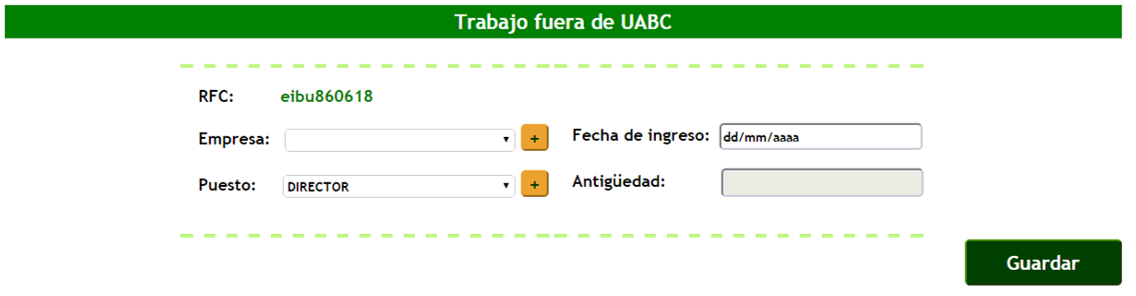 Trabajo fuera de UABC
RFC: eibu860618
Empresa: + Fecha de ingreso: dd/mm/aaaa
Puesto: DIRECTOR + Antigüedad:
Guardar